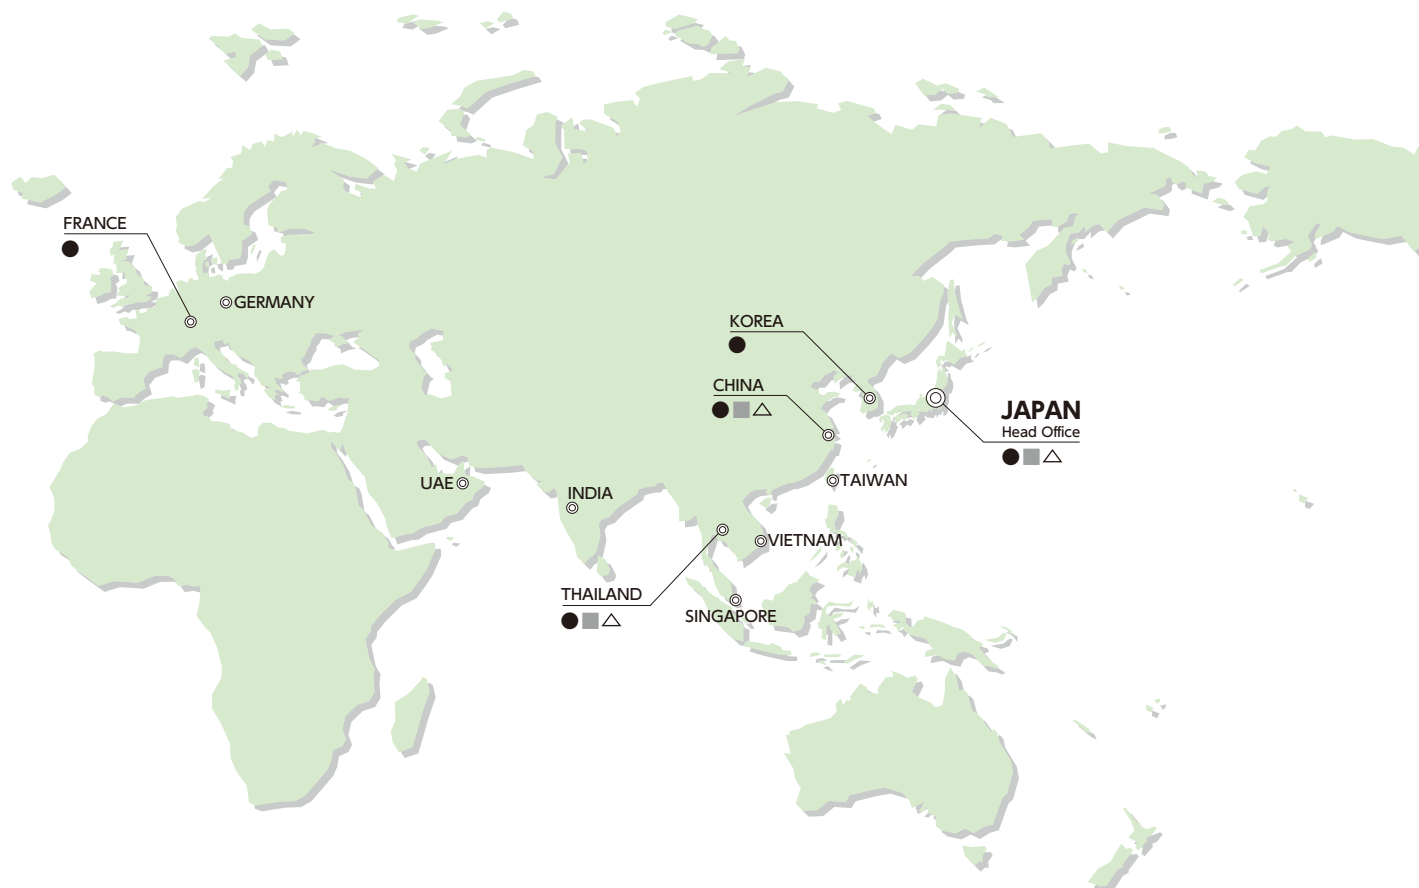 FRANCE
GERMANY
KOREA
CHINA
JAPAN
Head Office
UAE
INDIA
TAIWAN
VIETNAM
THAILAND
SINGAPORE